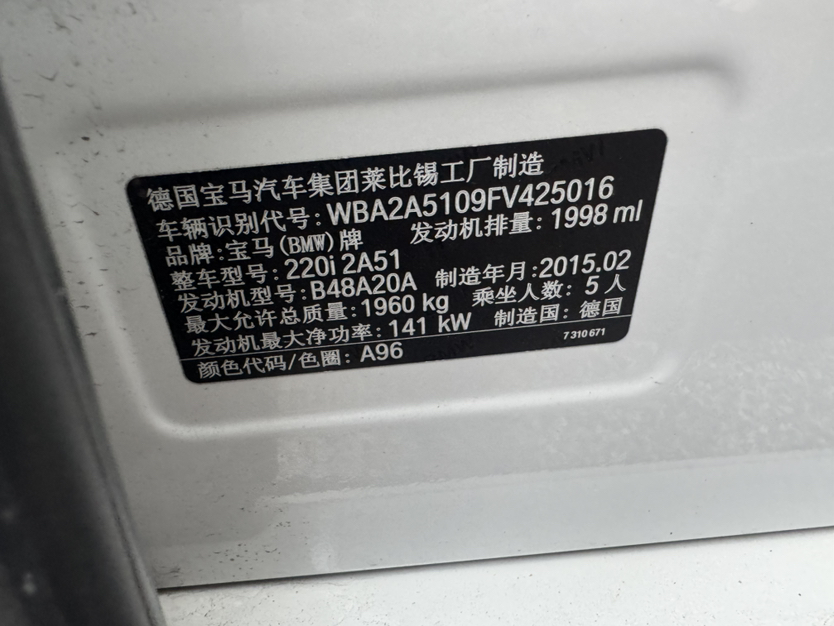 德国宝马汽车集团莱比锡工厂制造
车辆识别代号: WBA2A5109FV425016
品牌: 宝马(BMW)牌 发动机排量: 1998 ml
整车型号: 220i 2A51
发动机型号: B48A20A 制造年月: 2015.02
最大允许总质量: 1960 kg 乘坐人数: 5 人
发动机最大净功率: 141 kW 制造国: 德国
颜色代码/色圈: A96 7 310 671